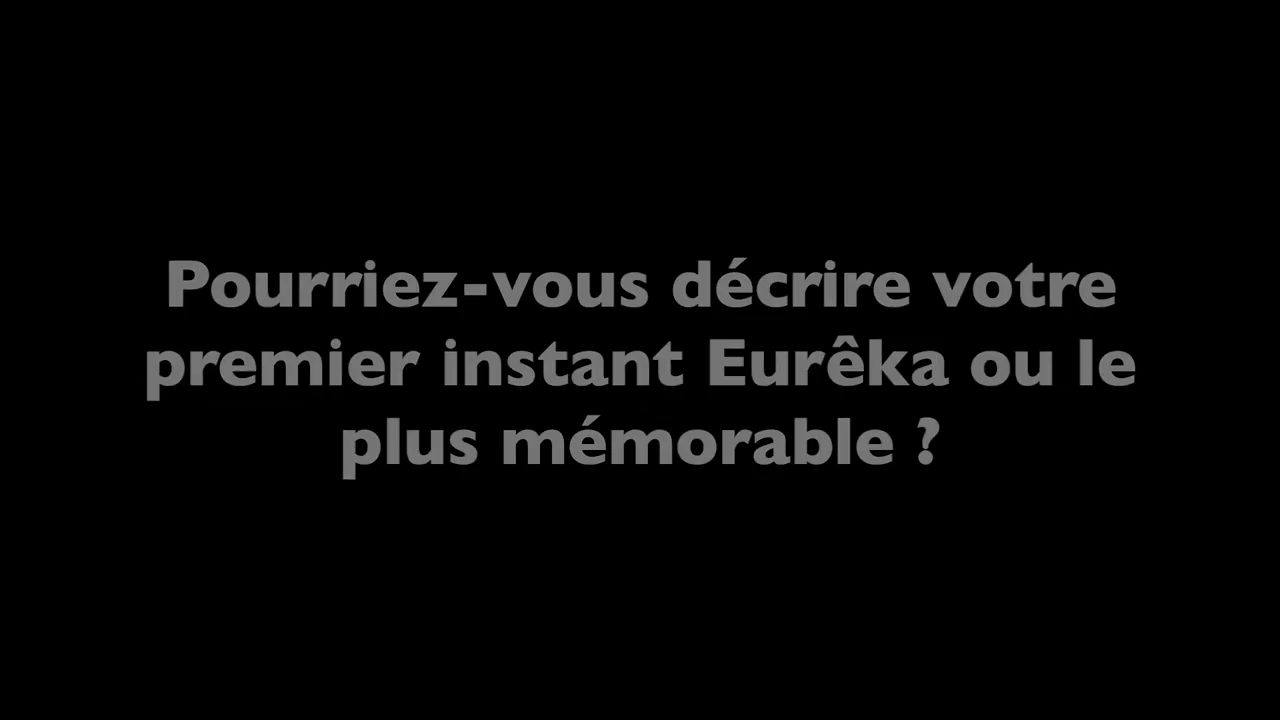 Pourriez-vous décrire votre
premier instant Eurêka ou le
plus mémorable ?